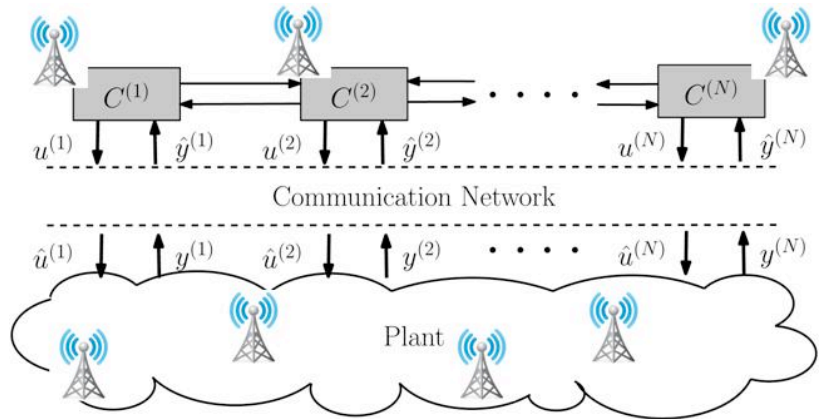 C^{(1)} C^{(2)} · · · · C^{(N)}
u^{(1)} ŷ^{(1)} u^{(2)} ŷ^{(2)} u^{(N)} ŷ^{(N)}
Communication Network
û^{(1)} y^{(1)} û^{(2)} y^{(2)} · · · · û^{(N)} y^{(N)}
Plant